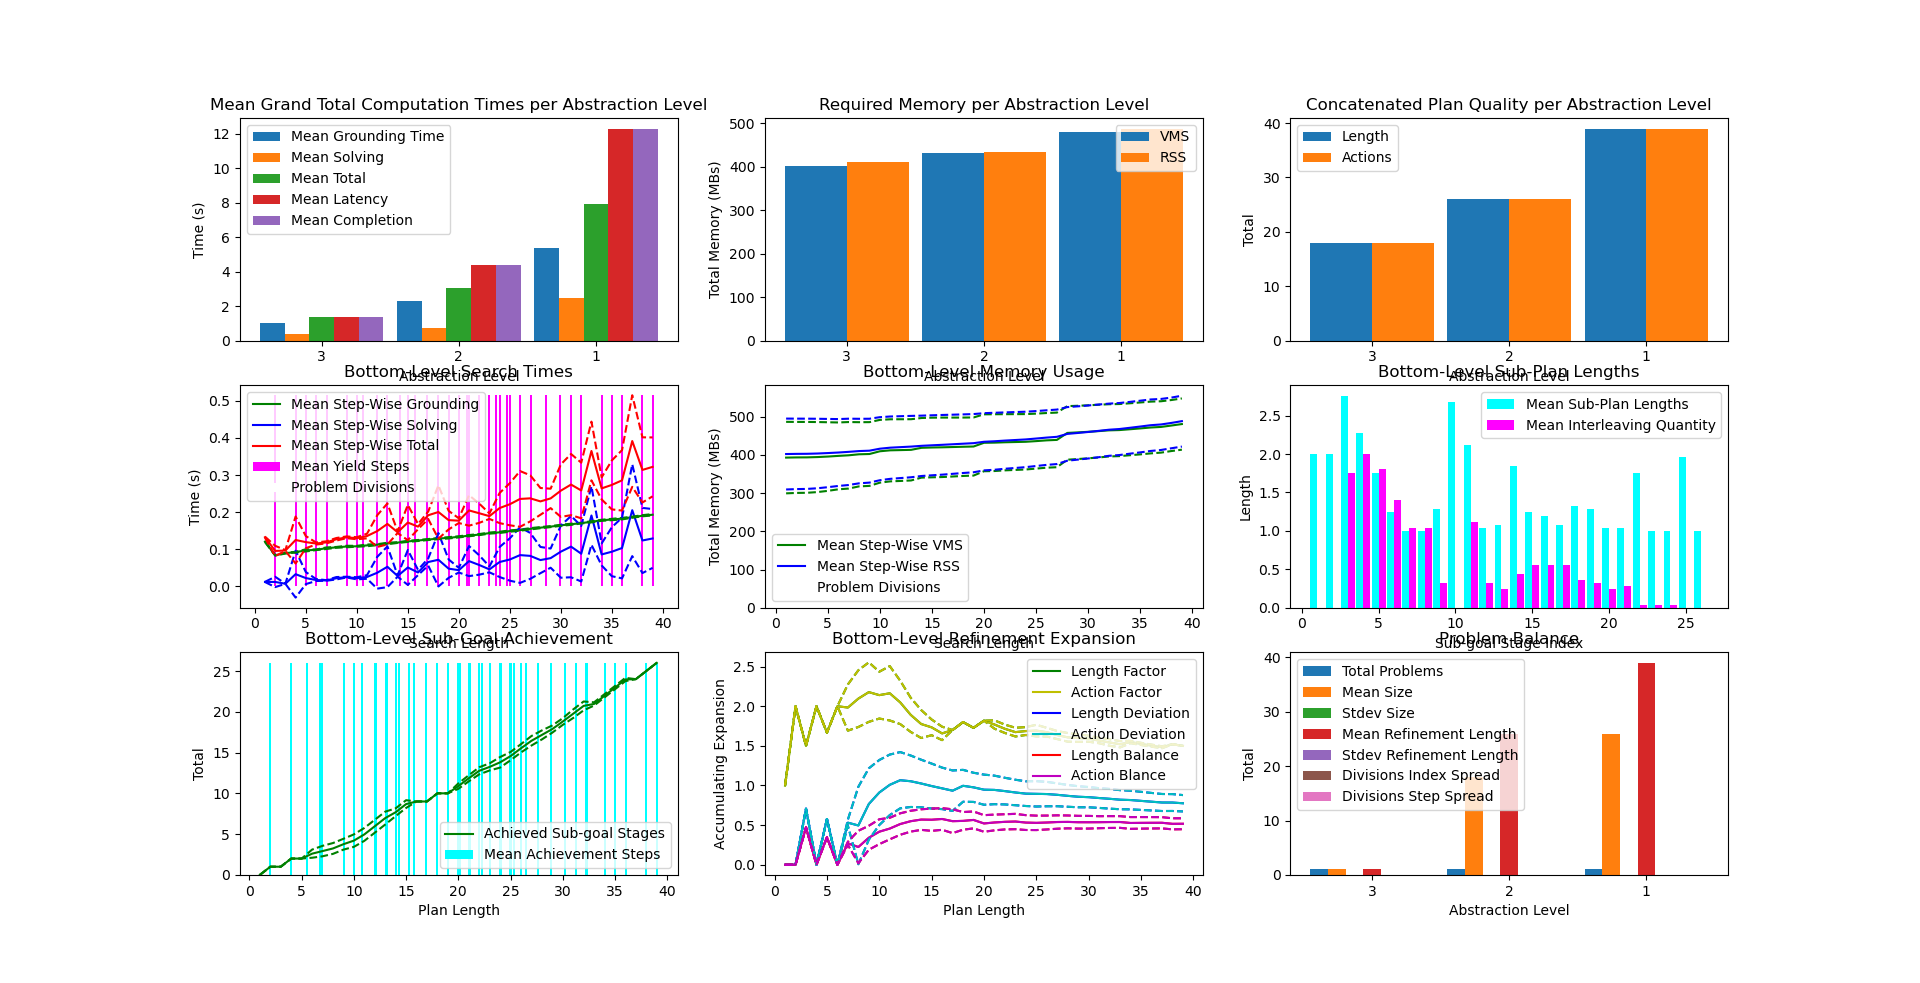 Mean Grand Total Computation Times per Abstraction Level
Time (s)
12
10
8
6
4
2
0
Mean Grounding Time
Mean Solving
Mean Total
Mean Latency
Mean Completion
3 2 1
Abstraction Level
Required Memory per Abstraction Level
Total Memory (MBs)
500
400
300
200
100
0
VMS
RSS
3 2 1
Abstraction Level
Concatenated Plan Quality per Abstraction Level
Total
40
30
20
10
0
Length
Actions
3 2 1
Abstraction Level
Bottom-Level Search Times
Time (s)
0.5
0.4
0.3
0.2
0.1
0.0
Mean Step-Wise Grounding
Mean Step-Wise Solving
Mean Step-Wise Total
Mean Yield Steps
Problem Divisions
0 5 10 15 20 25 30 35 40
Search Length
Bottom-Level Memory Usage
Total Memory (MBs)
500
400
300
200
100
0
Mean Step-Wise VMS
Mean Step-Wise RSS
Problem Divisions
0 5 10 15 20 25 30 35 40
Search Length
Bottom-Level Sub-Plan Lengths
Length
2.5
2.0
1.5
1.0
0.5
0.0
Mean Sub-Plan Lengths
Mean Interleaving Quantity
0 5 10 15 20 25
Sub-goal Stage Index
Bottom-Level Sub-Goal Achievement
Total
25
20
15
10
5
0
Achieved Sub-goal Stages
Mean Achievement Steps
0 5 10 15 20 25 30 35 40
Plan Length
Bottom-Level Refinement Expansion
Accumulating Expansion
2.5
2.0
1.5
1.0
0.5
0.0
Length Factor
Action Factor
Length Deviation
Action Deviation
Length Balance
Action Blance
0 5 10 15 20 25 30 35 40
Plan Length
Problem Balance
Total
40
30
20
10
0
Total Problems
Mean Size
Stdev Size
Mean Refinement Length
Stdev Refinement Length
Divisions Index Spread
Divisions Step Spread
3 2 1
Abstraction Level